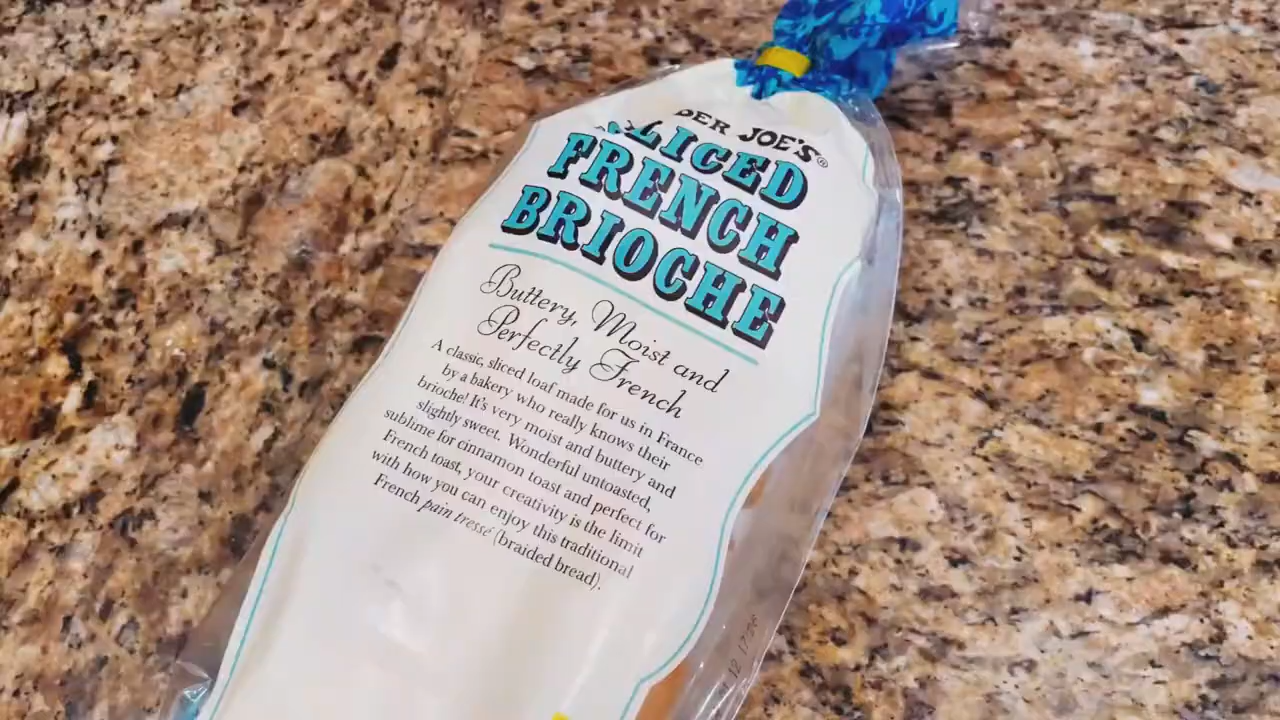 DER JOE'S®
SLICED
FRENCH
BRIOCHE
Buttery, Moist and
Perfectly French
A classic, sliced loaf made for us in France
by a bakery who really knows their
brioche! It's very moist and buttery and
slightly sweet. Wonderful untoasted,
sublime for cinnamon toast and perfect for
French toast, your creativity is the limit
with how you can enjoy this traditional
French pain tressé (braided bread).